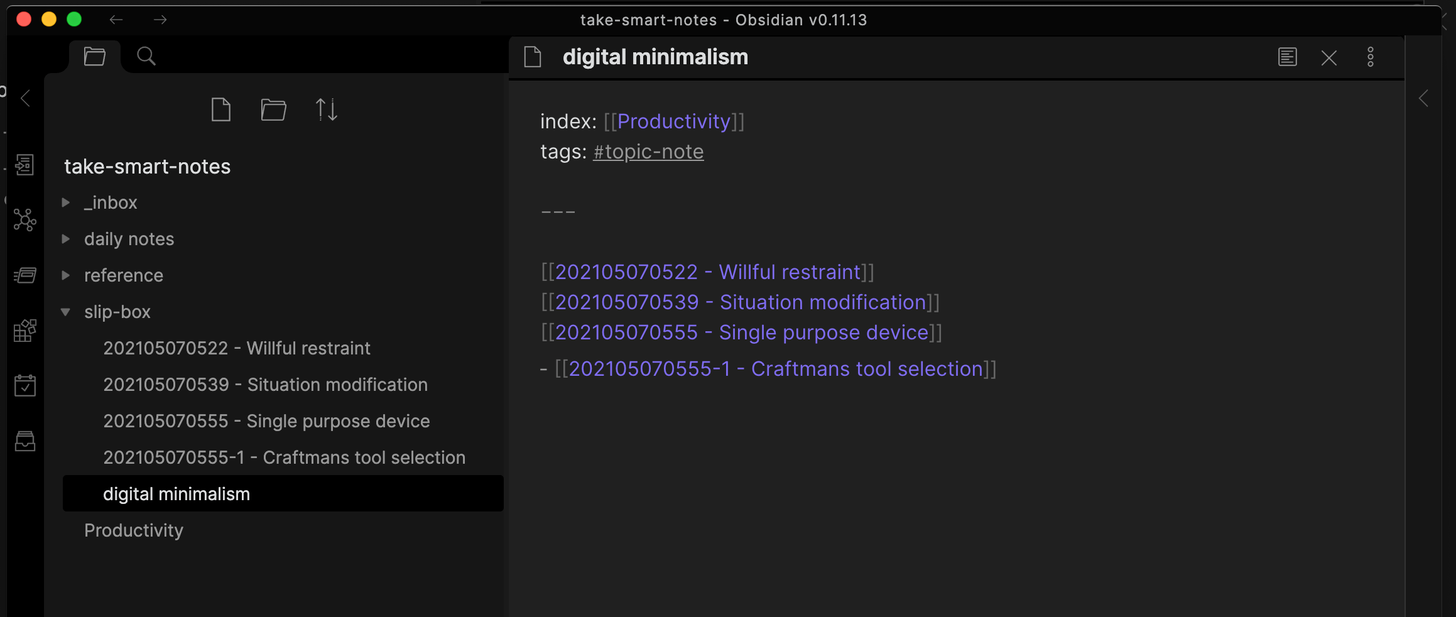 take-smart-notes - Obsidian v0.11.13
digital minimalism
take-smart-notes
_inbox
daily notes
reference
slip-box
202105070522 - Willful restraint
202105070539 - Situation modification
202105070555 - Single purpose device
202105070555-1 - Craftmans tool selection
digital minimalism
Productivity
index: [[Productivity]]
tags: #topic-note
---
[[202105070522 - Willful restraint]]
[[202105070539 - Situation modification]]
[[202105070555 - Single purpose device]]
- [[202105070555-1 - Craftmans tool selection]]